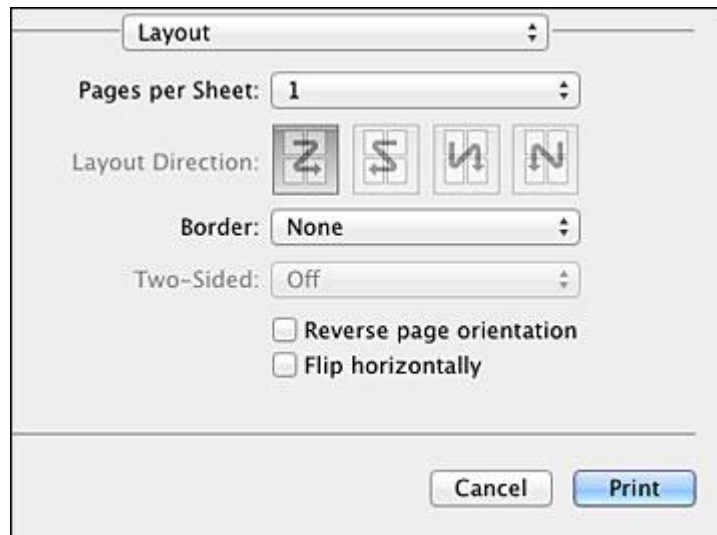 Layout
Pages per Sheet: 1
Layout Direction:
Border: None
Two-Sided: Off
Reverse page orientation
Flip horizontally
Cancel Print